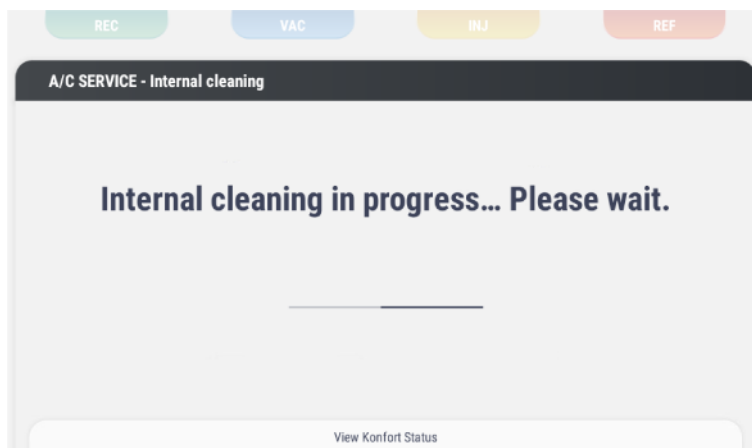 REC VAC INJ REF
A/C SERVICE - Internal cleaning
Internal cleaning in progress... Please wait.
View Konfort Status